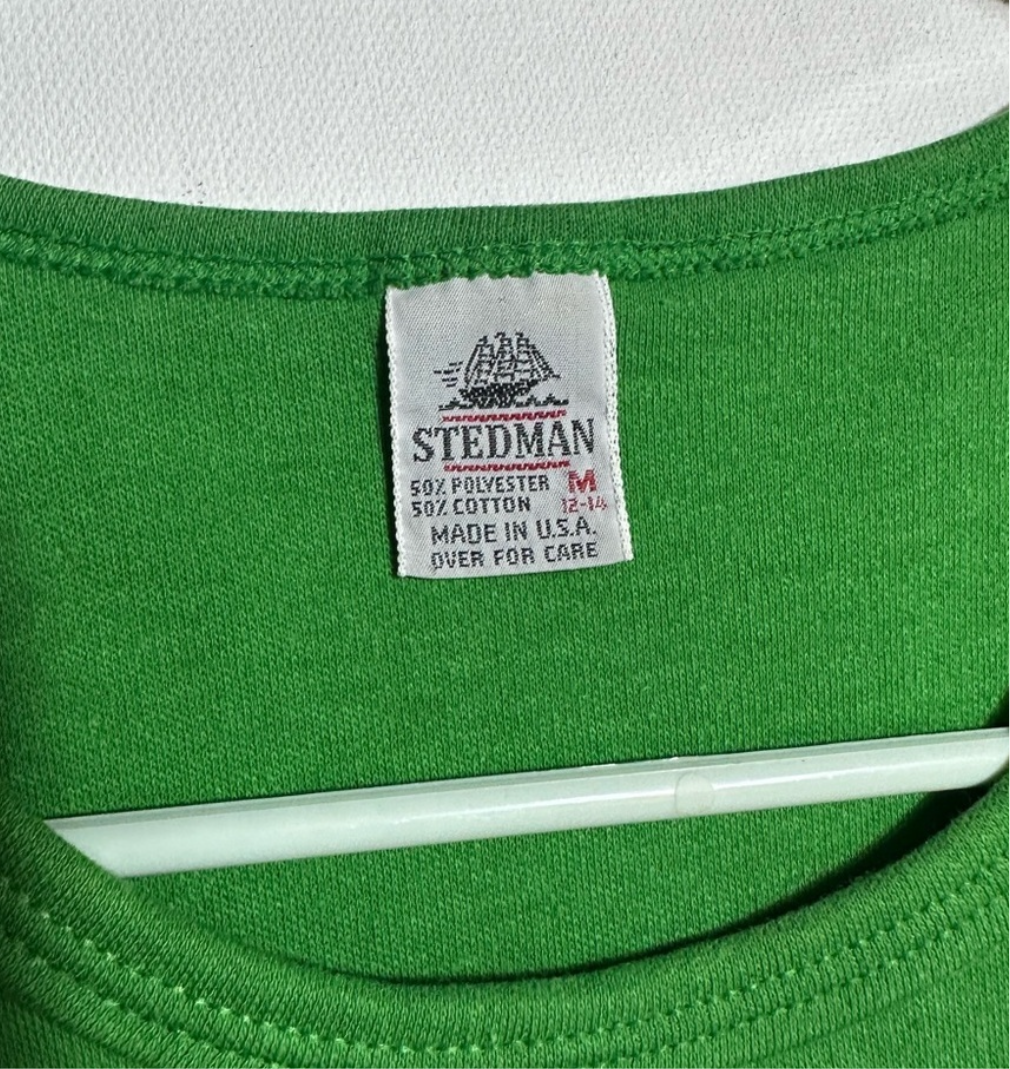 STEDMAN
50% POLYESTER M
50% COTTON 12-14
MADE IN U.S.A.
OVER FOR CARE